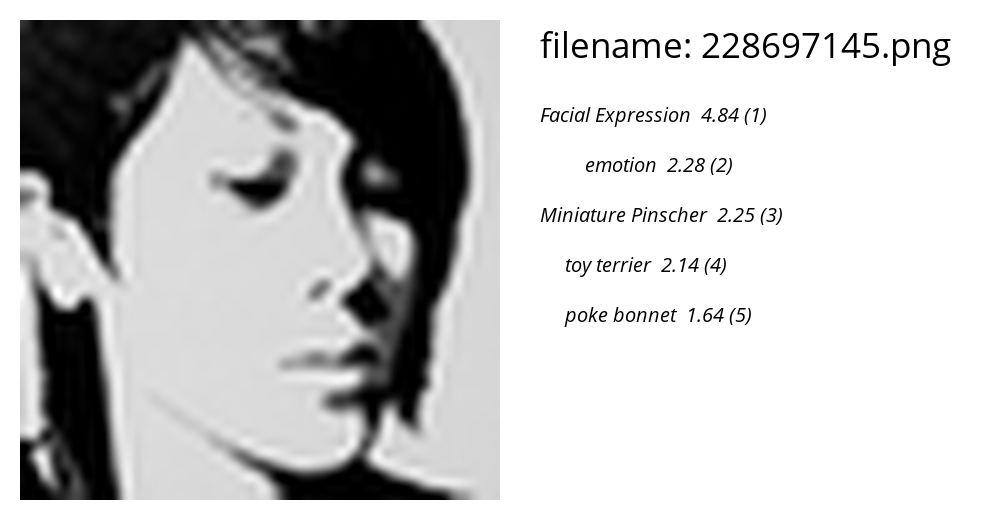 filename: 228697145.png
Facial Expression 4.84 (1)
emotion 2.28 (2)
Miniature Pinscher 2.25 (3)
toy terrier 2.14 (4)
poke bonnet 1.64 (5)